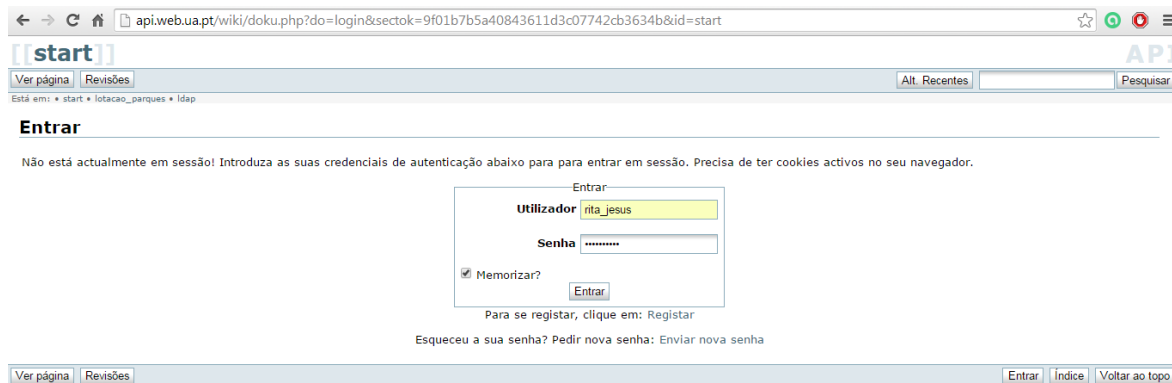 api.web.ua.pt/wiki/doku.php?do=login&sectok=9f01b7b5a40843611d3c07742cb3634b&id=start
[[start]] API
Ver página Revisões Alt. Recentes Pesquisar
Está em: • start • lotacao_parques • ldap
Entrar
Não está actualmente em sessão! Introduza as suas credenciais de autenticação abaixo para para entrar em sessão. Precisa de ter cookies activos no seu navegador.
Entrar
Utilizador rita_jesus
Senha ••••••••••
Memorizar?
Entrar
Para se registar, clique em: Registar
Esqueceu a sua senha? Pedir nova senha: Enviar nova senha
Ver página Revisões Entrar Índice Voltar ao topo